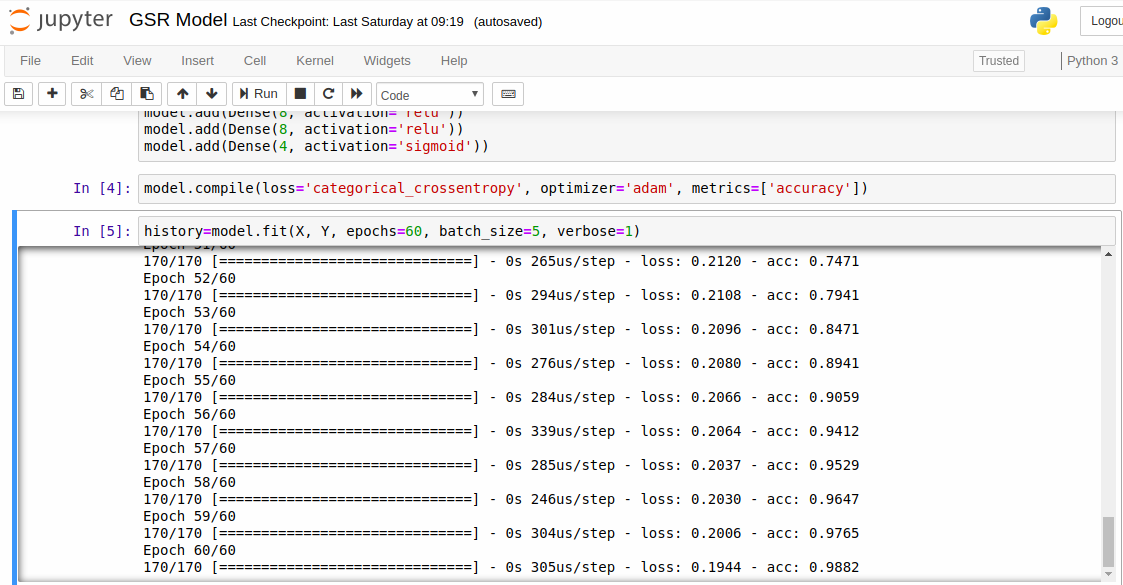 jupyter GSR Model Last Checkpoint: Last Saturday at 09:19 (autosaved)
File Edit View Insert Cell Kernel Widgets Help Trusted Python 3
Run Code
model.add(Dense(8, activation='relu'))
model.add(Dense(8, activation='relu'))
model.add(Dense(4, activation='sigmoid'))
In [4]: model.compile(loss='categorical_crossentropy', optimizer='adam', metrics=['accuracy'])
In [5]: history=model.fit(X, Y, epochs=60, batch_size=5, verbose=1)
Epoch 51/60
170/170 [==============================] - 0s 265us/step - loss: 0.2120 - acc: 0.7471
Epoch 52/60
170/170 [==============================] - 0s 294us/step - loss: 0.2108 - acc: 0.7941
Epoch 53/60
170/170 [==============================] - 0s 301us/step - loss: 0.2096 - acc: 0.8471
Epoch 54/60
170/170 [==============================] - 0s 276us/step - loss: 0.2080 - acc: 0.8941
Epoch 55/60
170/170 [==============================] - 0s 284us/step - loss: 0.2066 - acc: 0.9059
Epoch 56/60
170/170 [==============================] - 0s 339us/step - loss: 0.2064 - acc: 0.9412
Epoch 57/60
170/170 [==============================] - 0s 285us/step - loss: 0.2037 - acc: 0.9529
Epoch 58/60
170/170 [==============================] - 0s 246us/step - loss: 0.2030 - acc: 0.9647
Epoch 59/60
170/170 [==============================] - 0s 304us/step - loss: 0.2006 - acc: 0.9765
Epoch 60/60
170/170 [==============================] - 0s 305us/step - loss: 0.1944 - acc: 0.9882